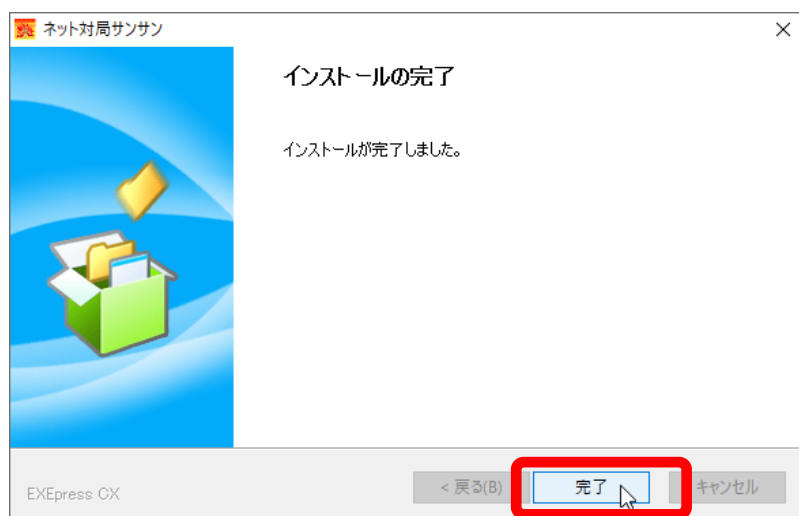 ネット対局サンサン
インストールの完了
インストールが完了しました。
EXEpress CX
< 戻る(B)
完了
キャンセル